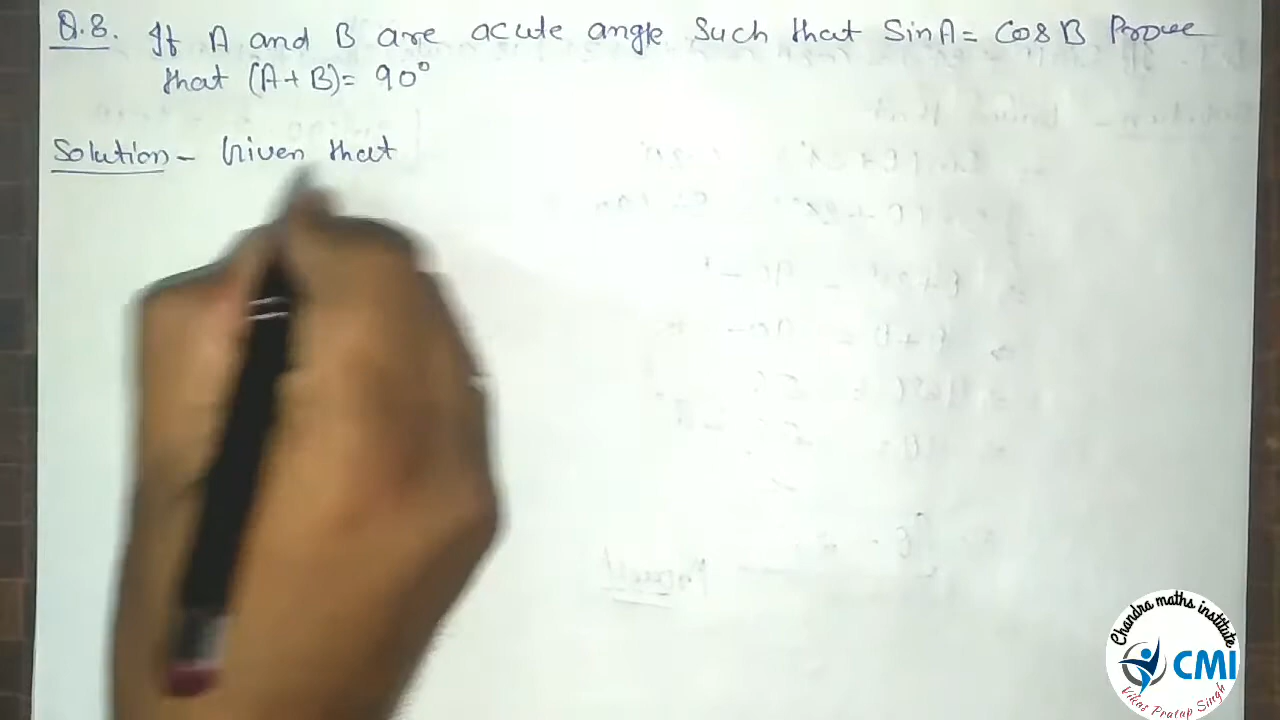 Q.8. If A and B are acute angle Such that SinA = CosB Prove
that (A+B)= 90°
Solution - Given that
Chandra maths institute
CMI
Vikas Pratap Singh